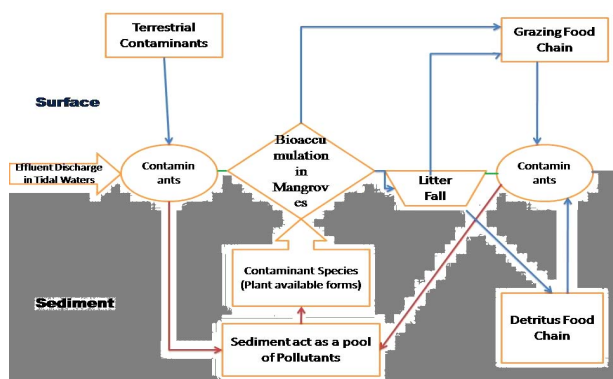 Terrestrial
Contaminants
Grazing Food
Chain
Surface
Effluent Discharge
in Tidal Waters
Contamin
ants
Bioaccu
mulation
in
Mangrov
es
Litter
Fall
Contamin
ants
Contaminant Species
(Plant available forms)
Sediment
Detritus Food
Chain
Sediment act as a pool
of Pollutants